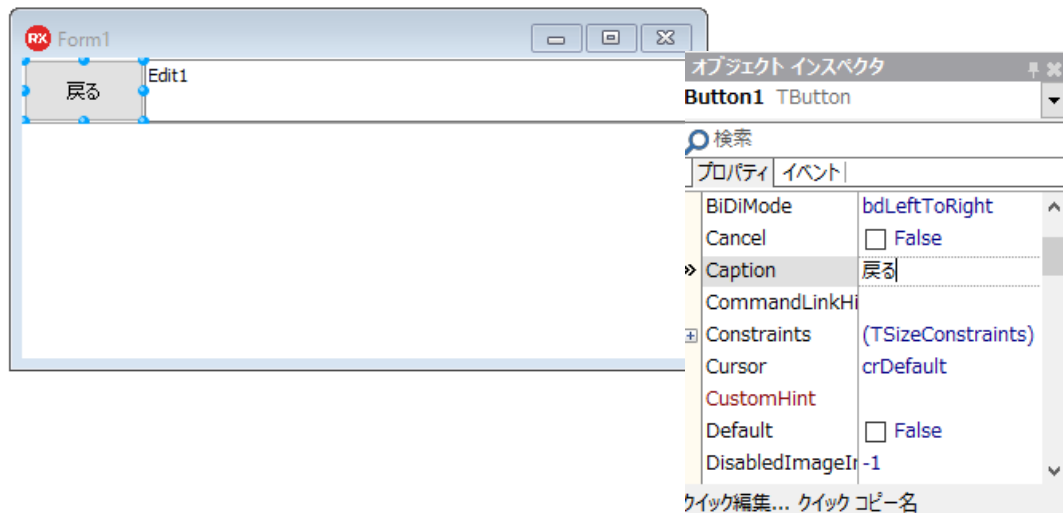 RX Form1
戻る
Edit1
オブジェクト インスペクタ
Button1 TButton
検索
プロパティ イベント
BiDiMode bdLeftToRight
Cancel False
Caption 戻る
CommandLinkHi
Constraints (TSizeConstraints)
Cursor crDefault
CustomHint
Default False
DisabledImageIr -1
クイック編集... クイック コピー名